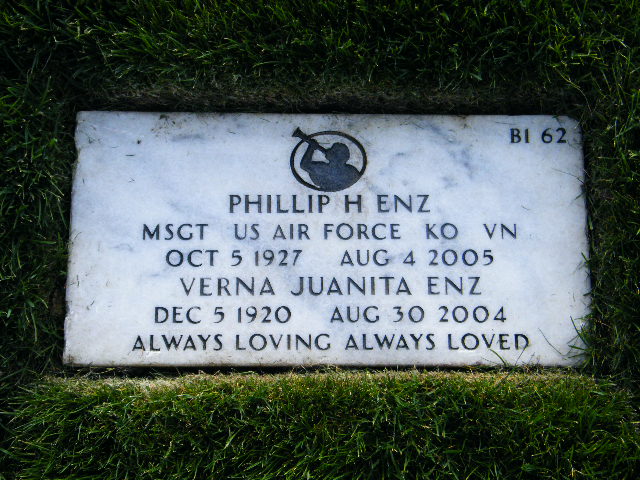 BI 62
PHILLIP H ENZ
MSGT US AIR FORCE KO VN
OCT 5 1927 AUG 4 2005
VERNA JUANITA ENZ
DEC 5 1920 AUG 30 2004
ALWAYS LOVING ALWAYS LOVED